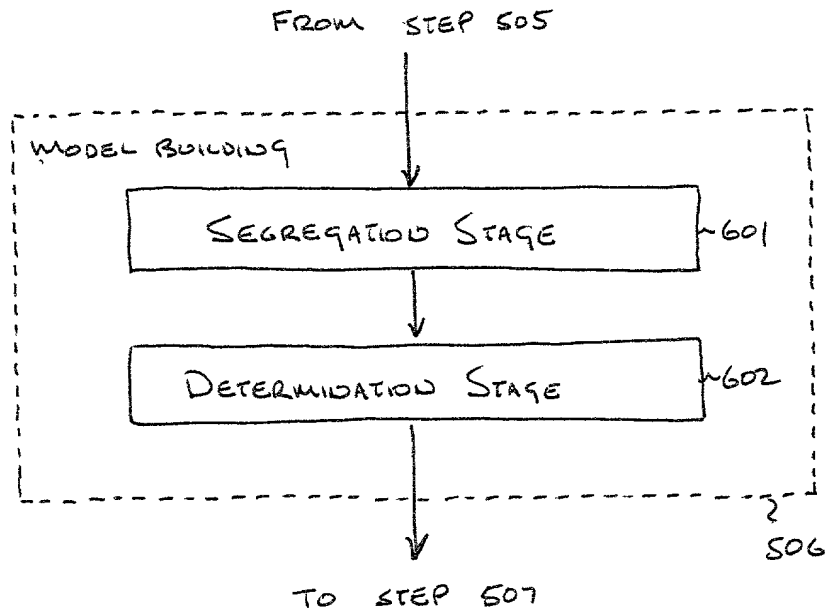 FROM STEP 505
MODEL BUILDING
SEGREGATION STAGE
601
DETERMINATION STAGE
602
506
TO STEP 507